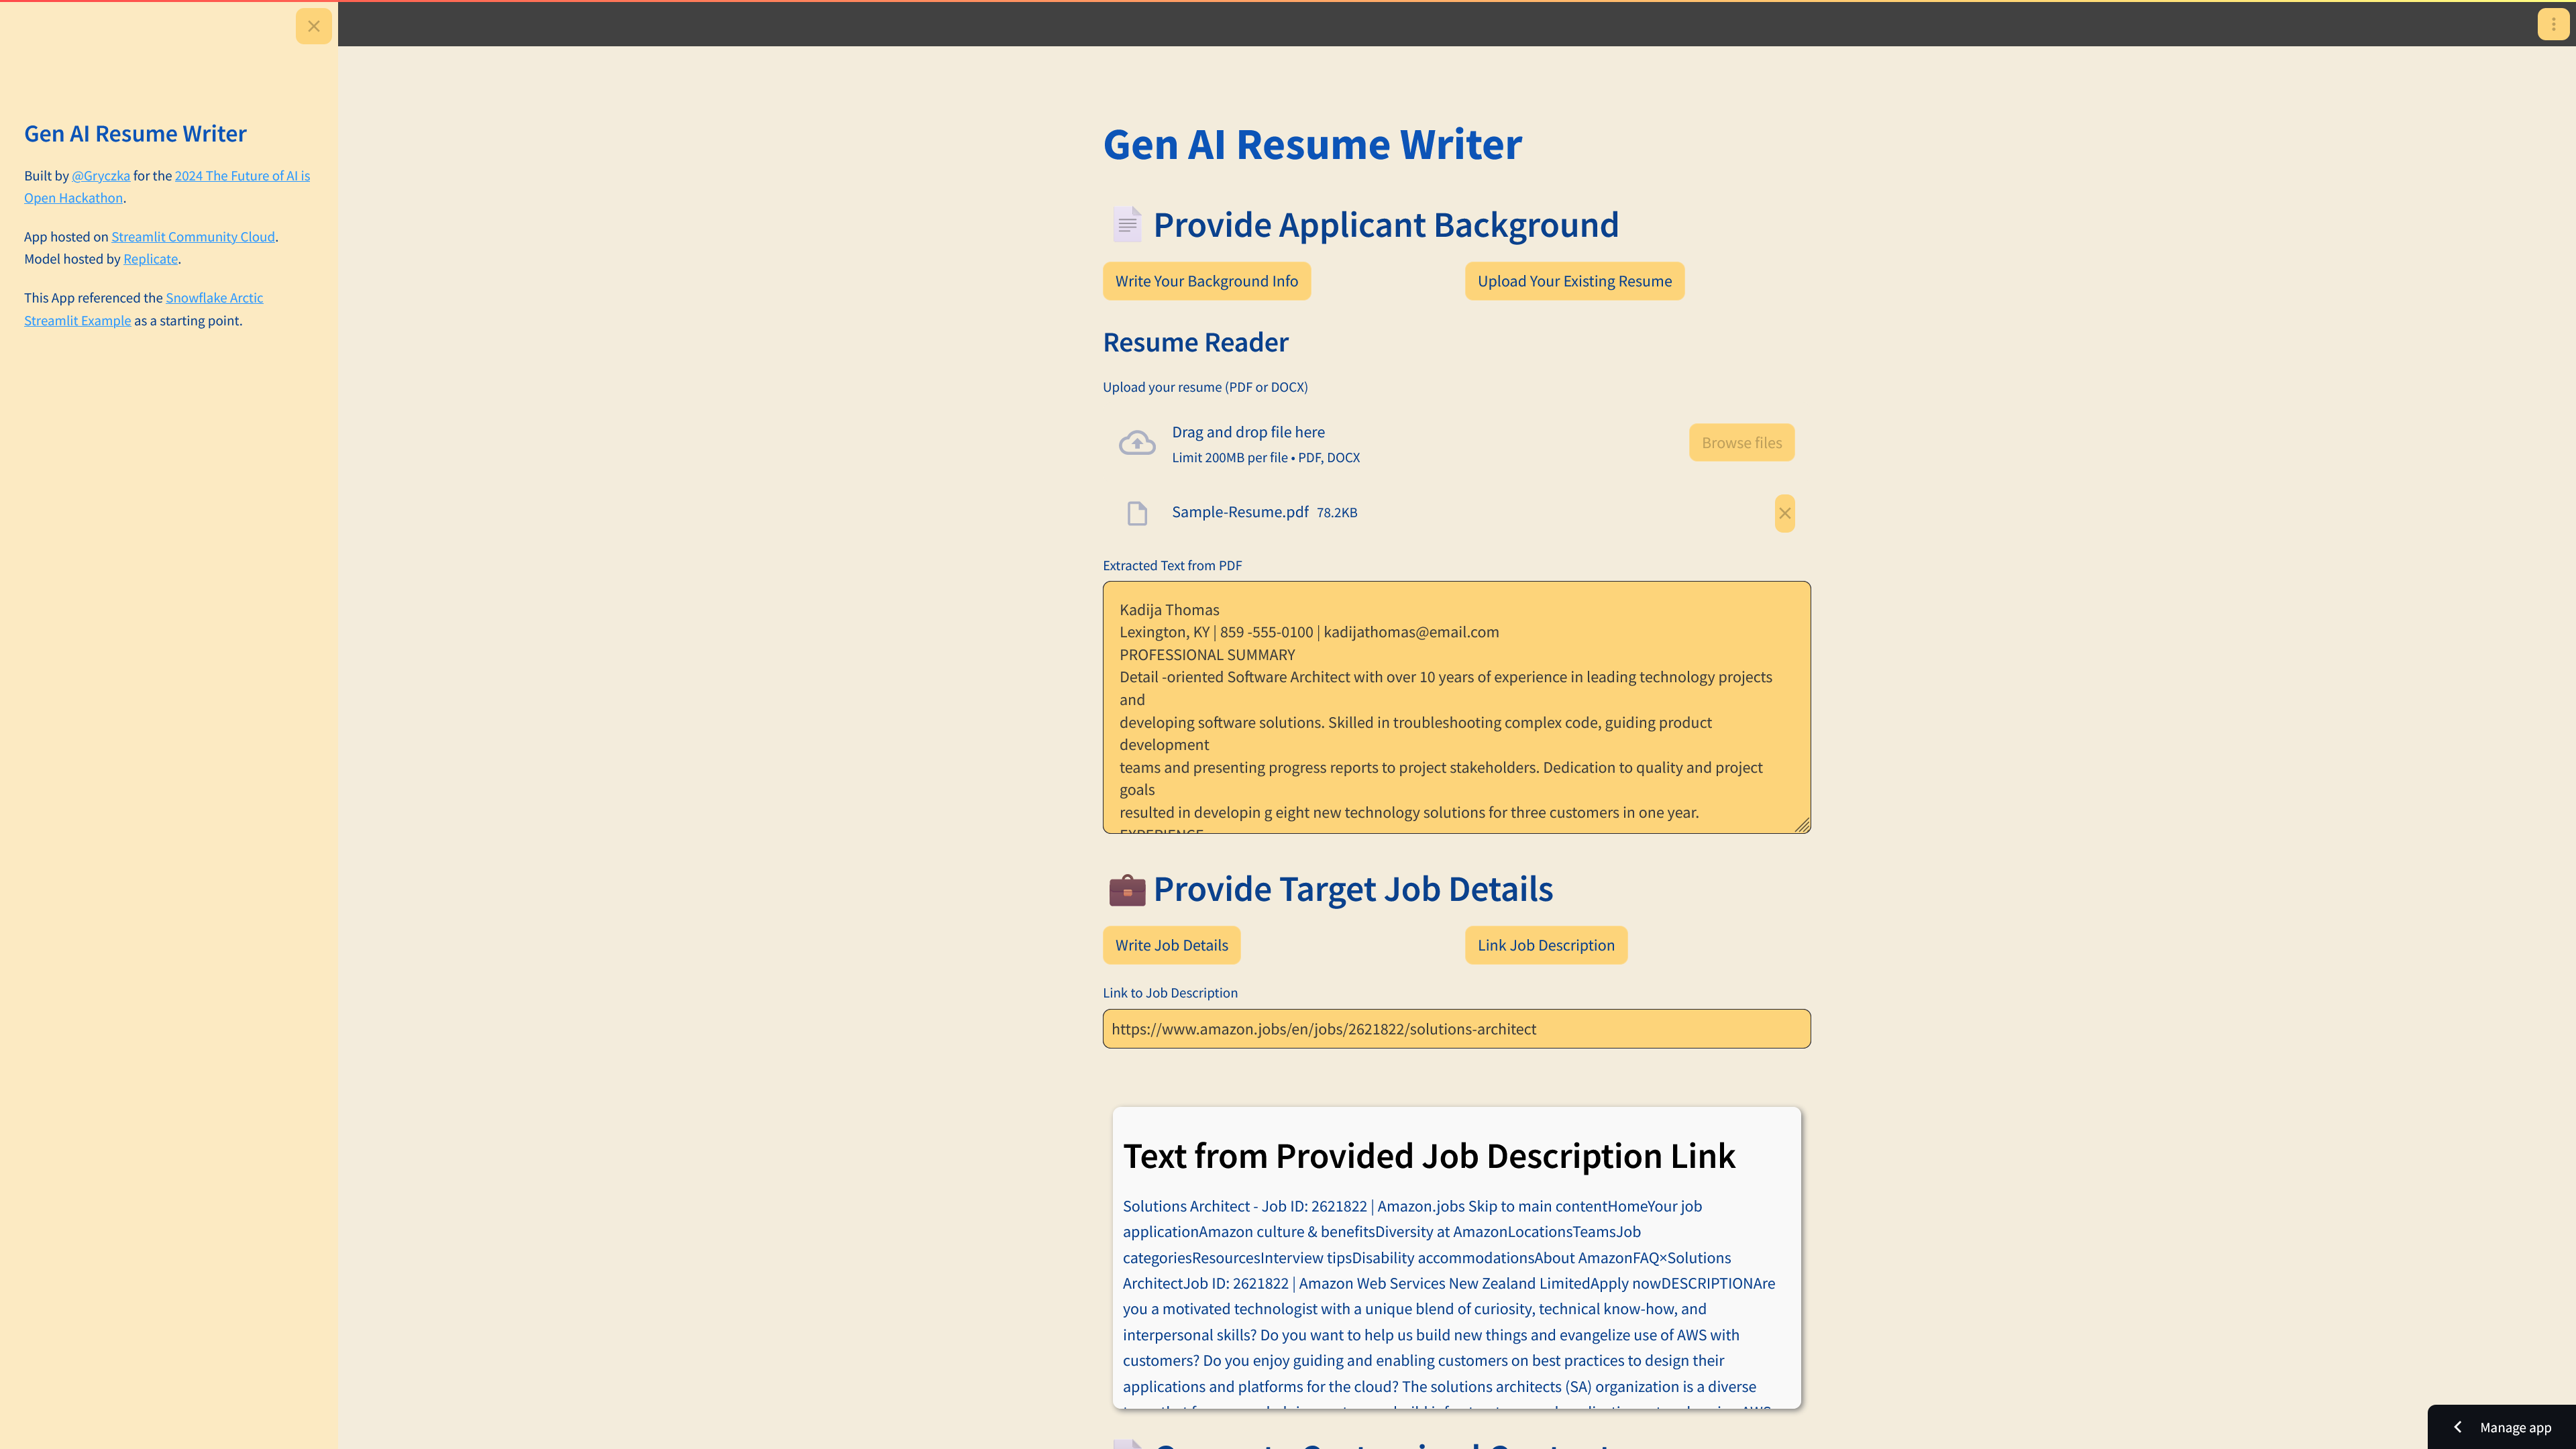 Gen AI Resume Writer
Built by @Gryczka for the 2024 The Future of AI is
Open Hackathon.
App hosted on Streamlit Community Cloud.
Model hosted by Replicate.
This App referenced the Snowflake Arctic
Streamlit Example as a starting point.
Gen AI Resume Writer
Provide Applicant Background
Write Your Background Info
Upload Your Existing Resume
Resume Reader
Upload your resume (PDF or DOCX)
Drag and drop file here
Limit 200MB per file • PDF, DOCX
Browse files
Sample-Resume.pdf 78.2KB
Extracted Text from PDF
Kadija Thomas
Lexington, KY | 859 -555-0100 | kadijathomas@email.com
PROFESSIONAL SUMMARY
Detail -oriented Software Architect with over 10 years of experience in leading technology projects
and
developing software solutions. Skilled in troubleshooting complex code, guiding product
development
teams and presenting progress reports to project stakeholders. Dedication to quality and project
goals
resulted in developin g eight new technology solutions for three customers in one year.
EXPERIENCE
Provide Target Job Details
Write Job Details
Link Job Description
Link to Job Description
https://www.amazon.jobs/en/jobs/2621822/solutions-architect
Text from Provided Job Description Link
Solutions Architect - Job ID: 2621822 | Amazon.jobs Skip to main contentHomeYour job
applicationAmazon culture & benefitsDiversity at AmazonLocationsTeamsJob
categoriesResourcesInterview tipsDisability accommodationsAbout AmazonFAQ×Solutions
ArchitectJob ID: 2621822 | Amazon Web Services New Zealand LimitedApply nowDESCRIPTIONAre
you a motivated technologist with a unique blend of curiosity, technical know-how, and
interpersonal skills? Do you want to help us build new things and evangelize use of AWS with
customers? Do you enjoy guiding and enabling customers on best practices to design their
applications and platforms for the cloud? The solutions architects (SA) organization is a diverse
Manage app